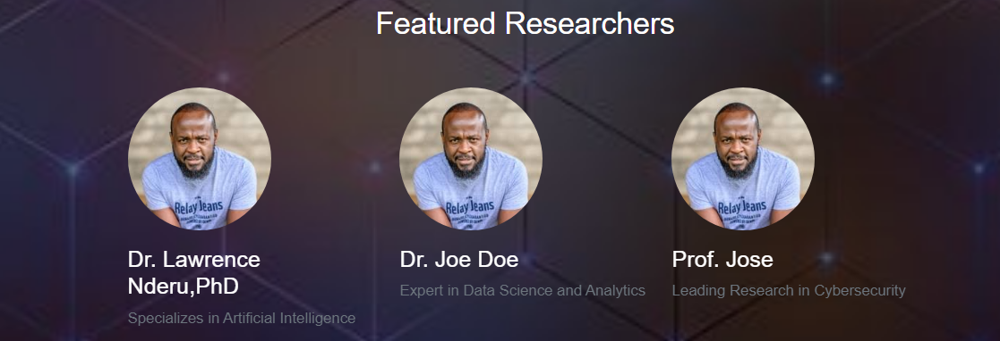 Featured Researchers
Relay Jeans
Relay Jeans
Relay Jeans
Dr. Lawrence
Nderu,PhD
Specializes in Artificial Intelligence
Dr. Joe Doe
Expert in Data Science and Analytics
Prof. Jose
Leading Research in Cybersecurity